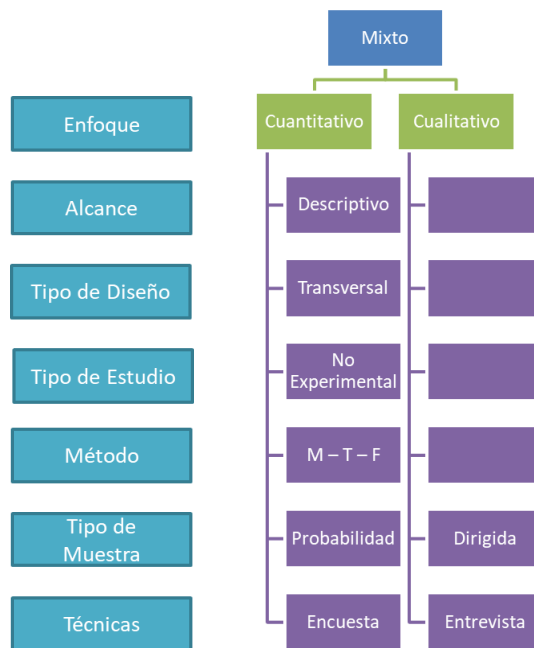 Mixto
Enfoque
Cuantitativo
Cualitativo
Alcance
Descriptivo
Tipo de Diseño
Transversal
Tipo de Estudio
No
Experimental
Método
M – T – F
Tipo de
Muestra
Probabilidad
Dirigida
Técnicas
Encuesta
Entrevista